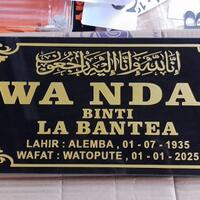 إنا لله وإنا إليه راجعون
WA NDA
BINTI
LA BANTEA
LAHIR : ALEMBA, 01 - 07 - 1935
WAFAT : WATOPUTE, 01 - 01 - 2025